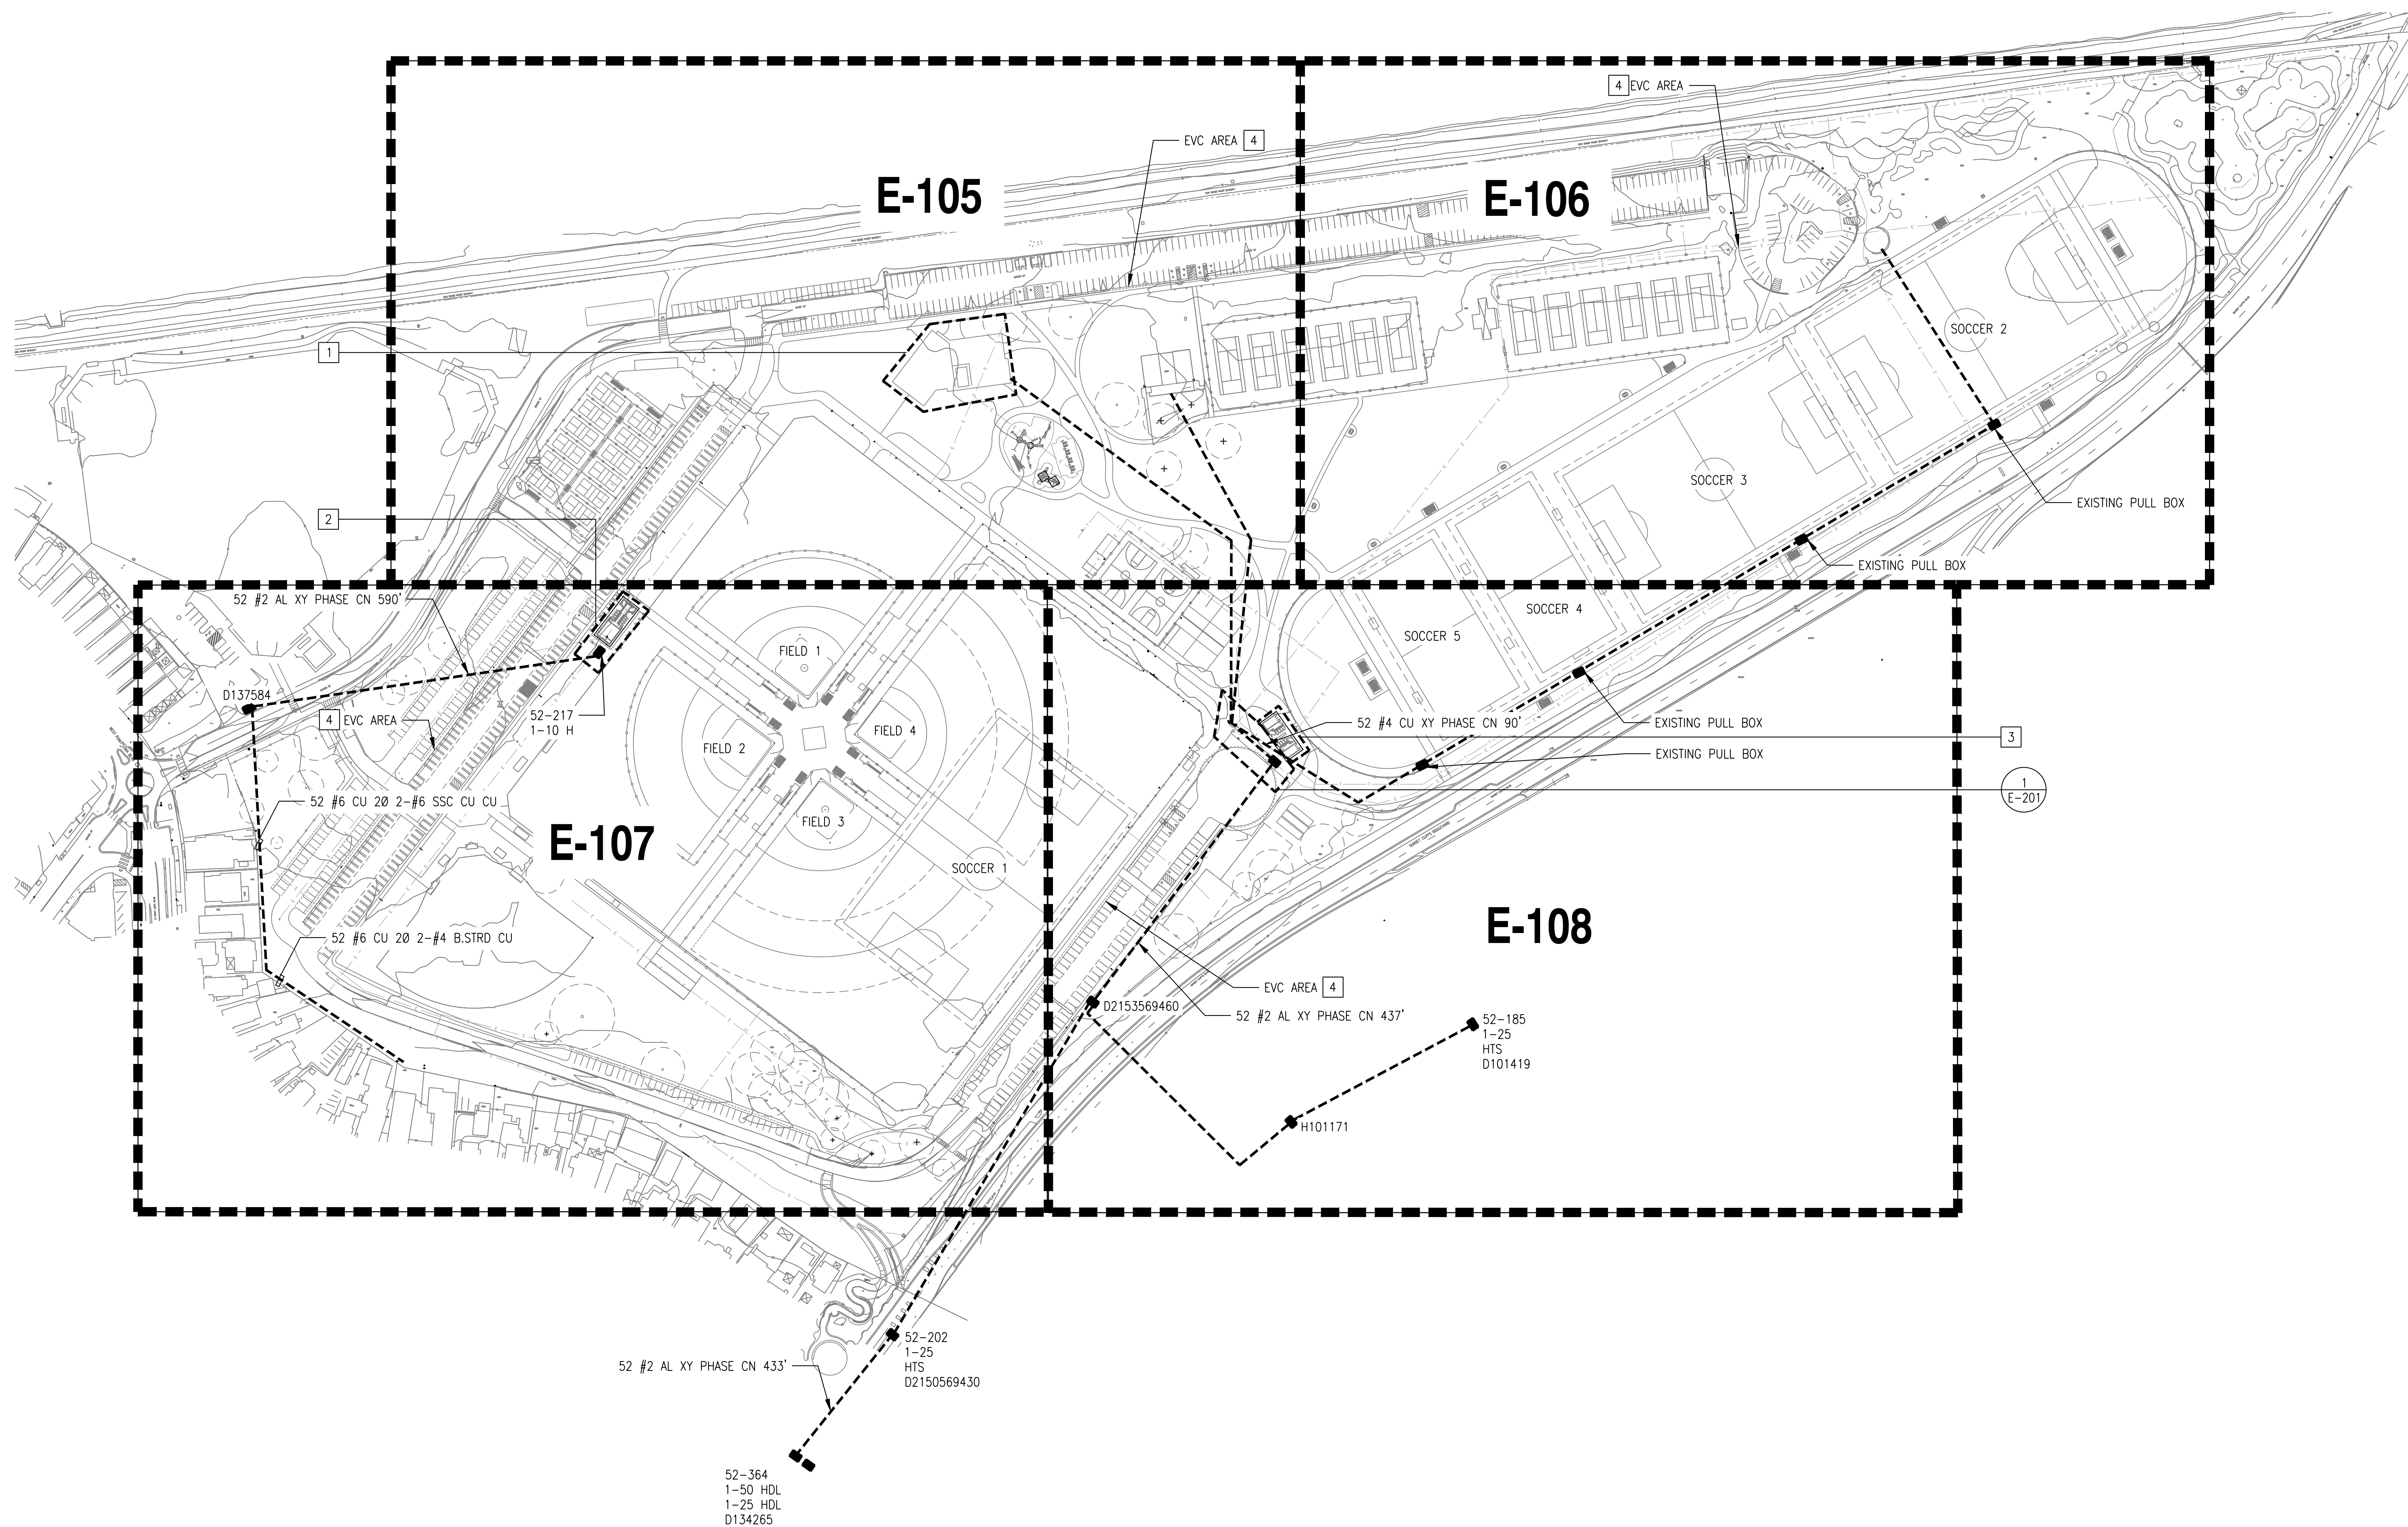 4 EVC AREA
EVC AREA 4
E-105
E-106
1
SOCCER 2
2
SOCCER 3
EXISTING PULL BOX
EXISTING PULL BOX
52 #2 AL XY PHASE CN 590'
SOCCER 4
SOCCER 5
FIELD 1
D137584
4 EVC AREA
52-217
1-10 H
FIELD 2
FIELD 4
52 #4 CU XY PHASE CN 90'
EXISTING PULL BOX
EXISTING PULL BOX
3
1
E-201
52 #6 CU 2Ø 2-#6 SSC CU CU
FIELD 3
E-107
SOCCER 1
SUNSET CLIFFS BOULEVARD
E-108
52 #6 CU 2Ø 2-#4 B.STRD CU
EVC AREA 4
D2153569460
52 #2 AL XY PHASE CN 437'
52-185
1-25
HTS
D101419
H101171
52-202
1-25
HTS
D2150569430
52 #2 AL XY PHASE CN 433'
52-364
1-50 HDL
1-25 HDL
D134265